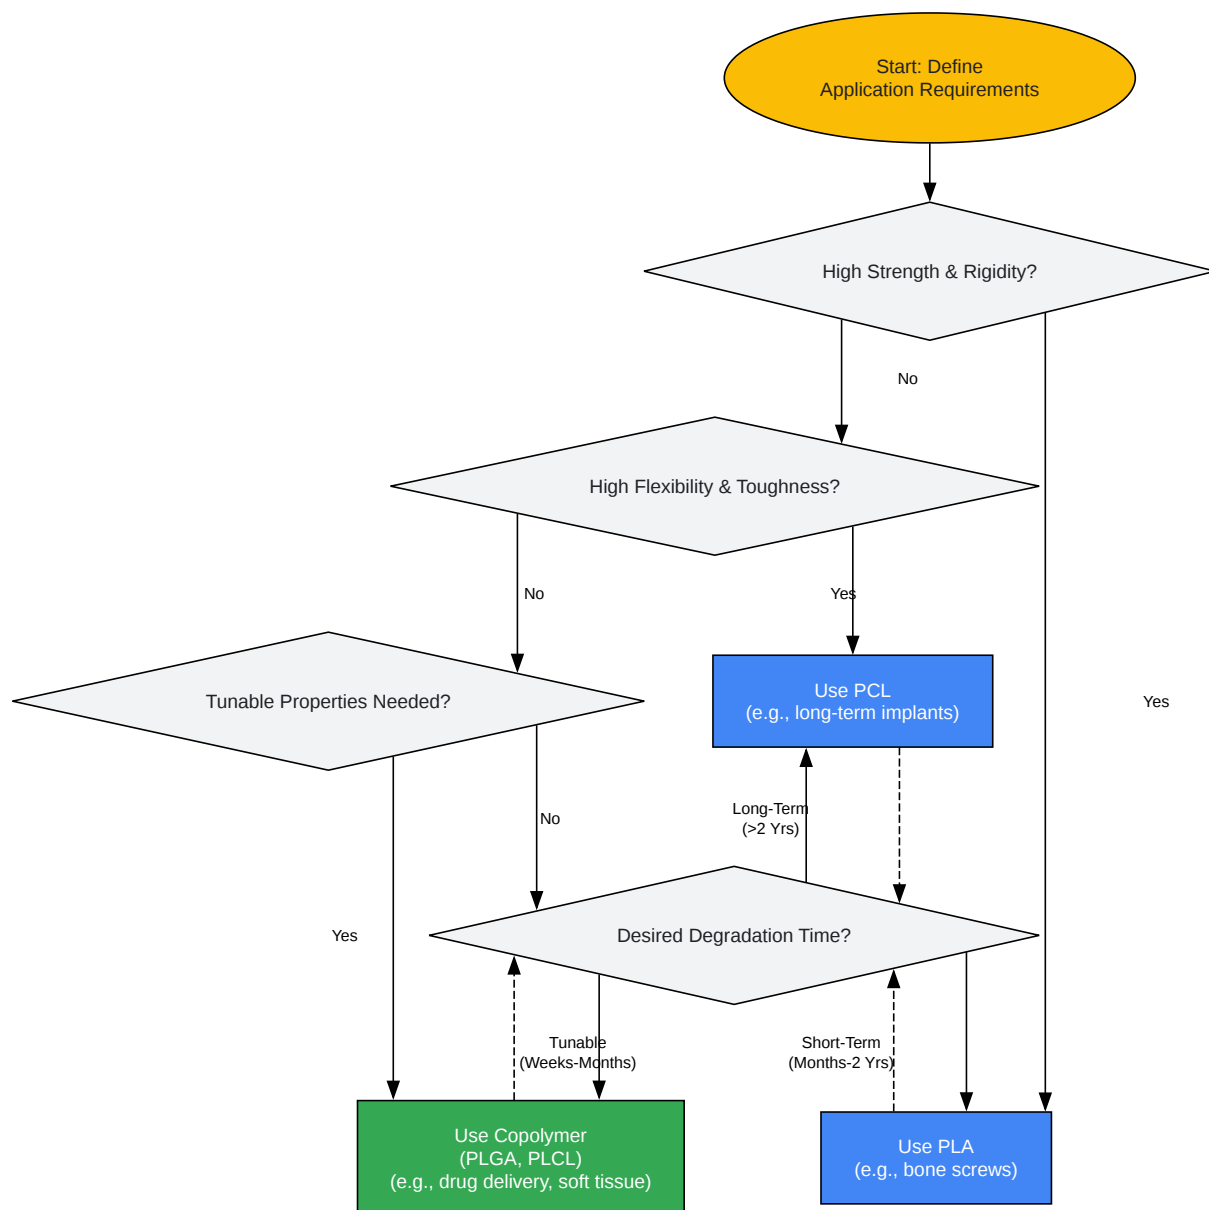 Start: Define
Application Requirements
High Strength & Rigidity?
No
High Flexibility & Toughness?
No
Yes
Tunable Properties Needed?
Use PCL
(e.g., long-term implants)
Yes
Long-Term
(>2 Yrs)
No
Yes
Desired Degradation Time?
Tunable
(Weeks-Months)
Short-Term
(Months-2 Yrs)
Use Copolymer
(PLGA, PLCL)
(e.g., drug delivery, soft tissue)
Use PLA
(e.g., bone screws)